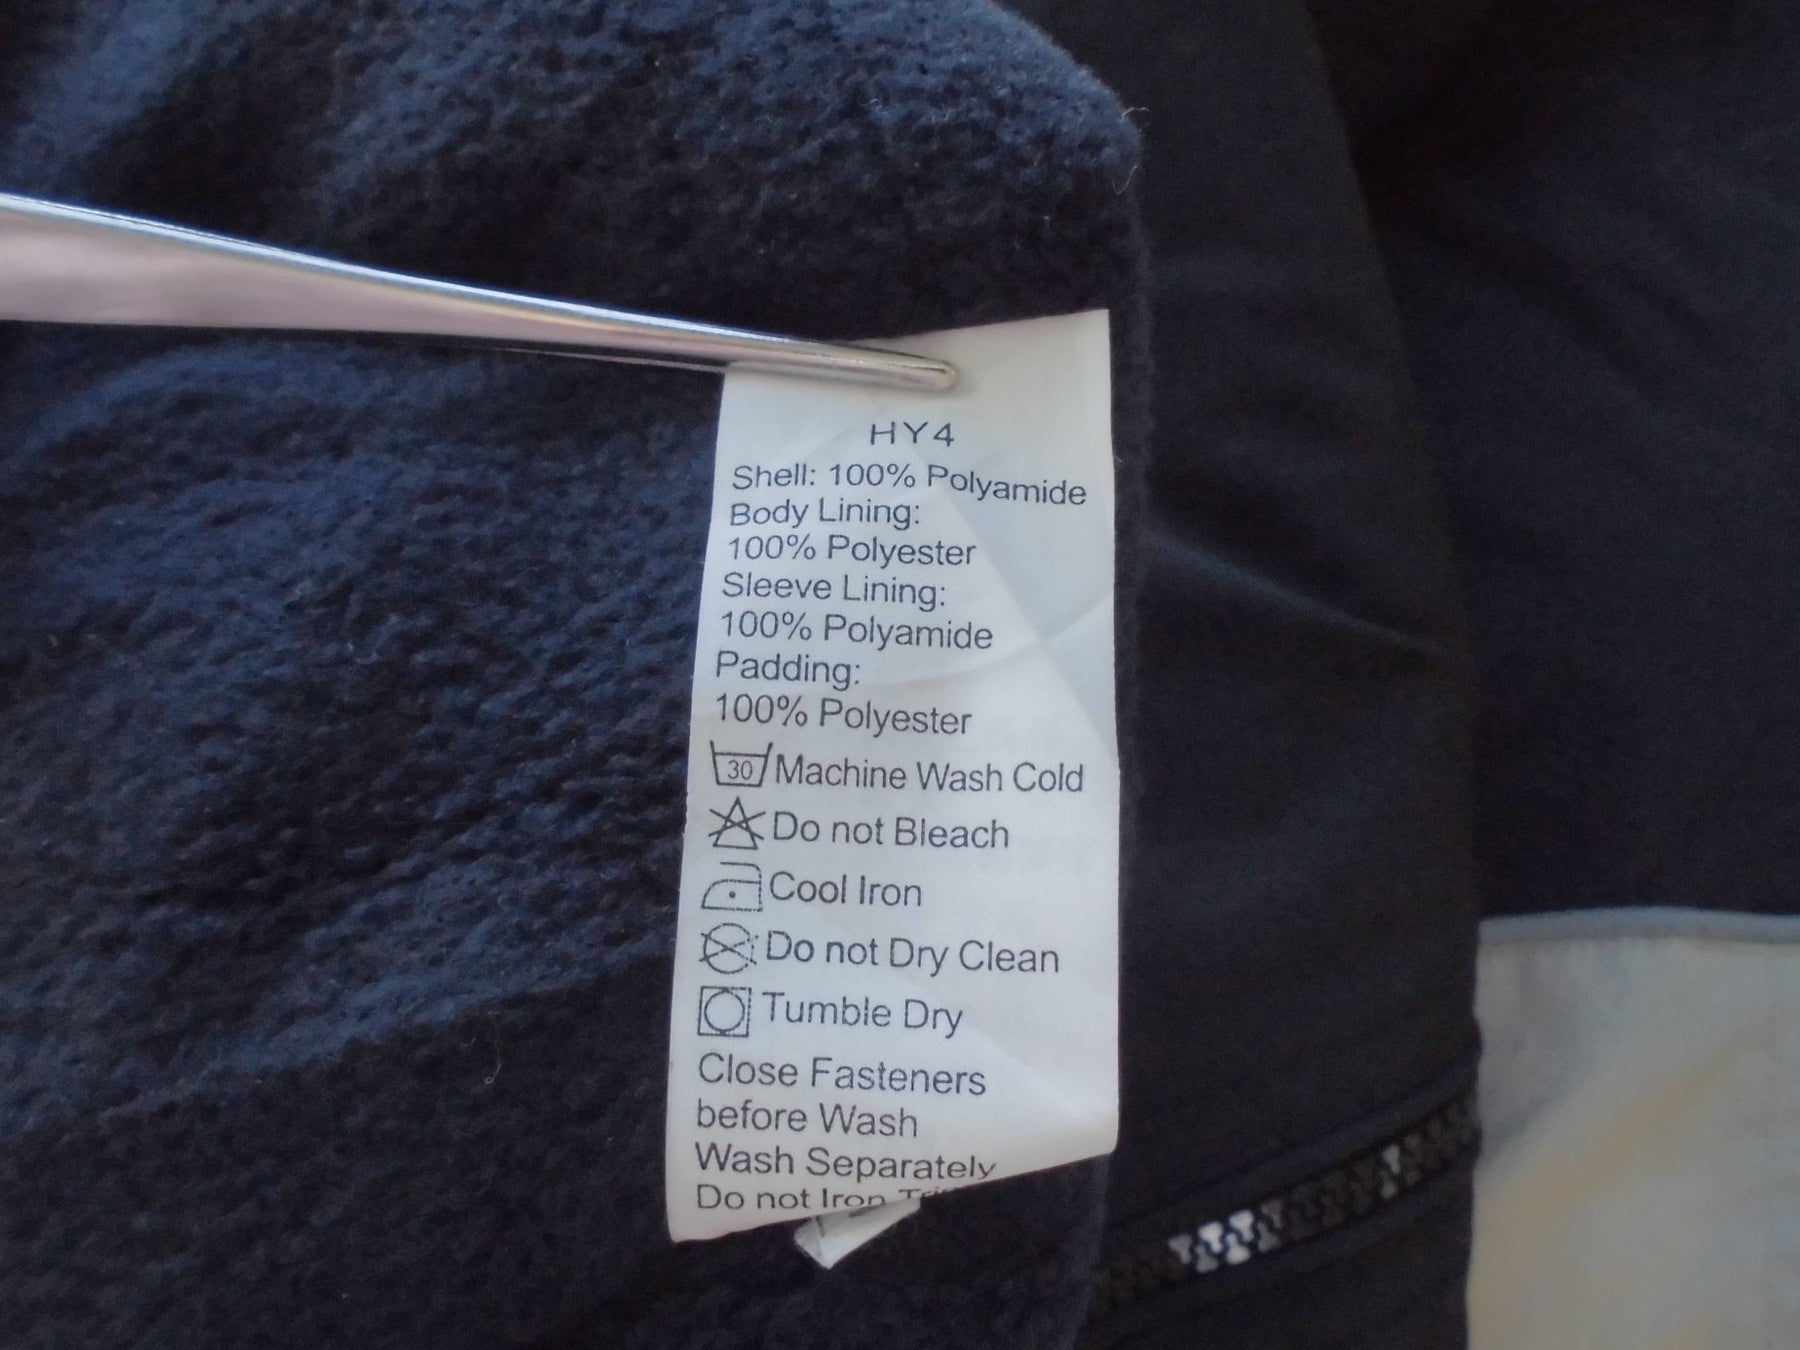 HY4
Shell: 100% Polyamide
Body Lining:
100% Polyester
Sleeve Lining:
100% Polyamide
Padding:
100% Polyester
30 Machine Wash Cold
Do not Bleach
Cool Iron
Do not Dry Clean
Tumble Dry
Close Fasteners
before Wash
Wash Separately
Do not Iron